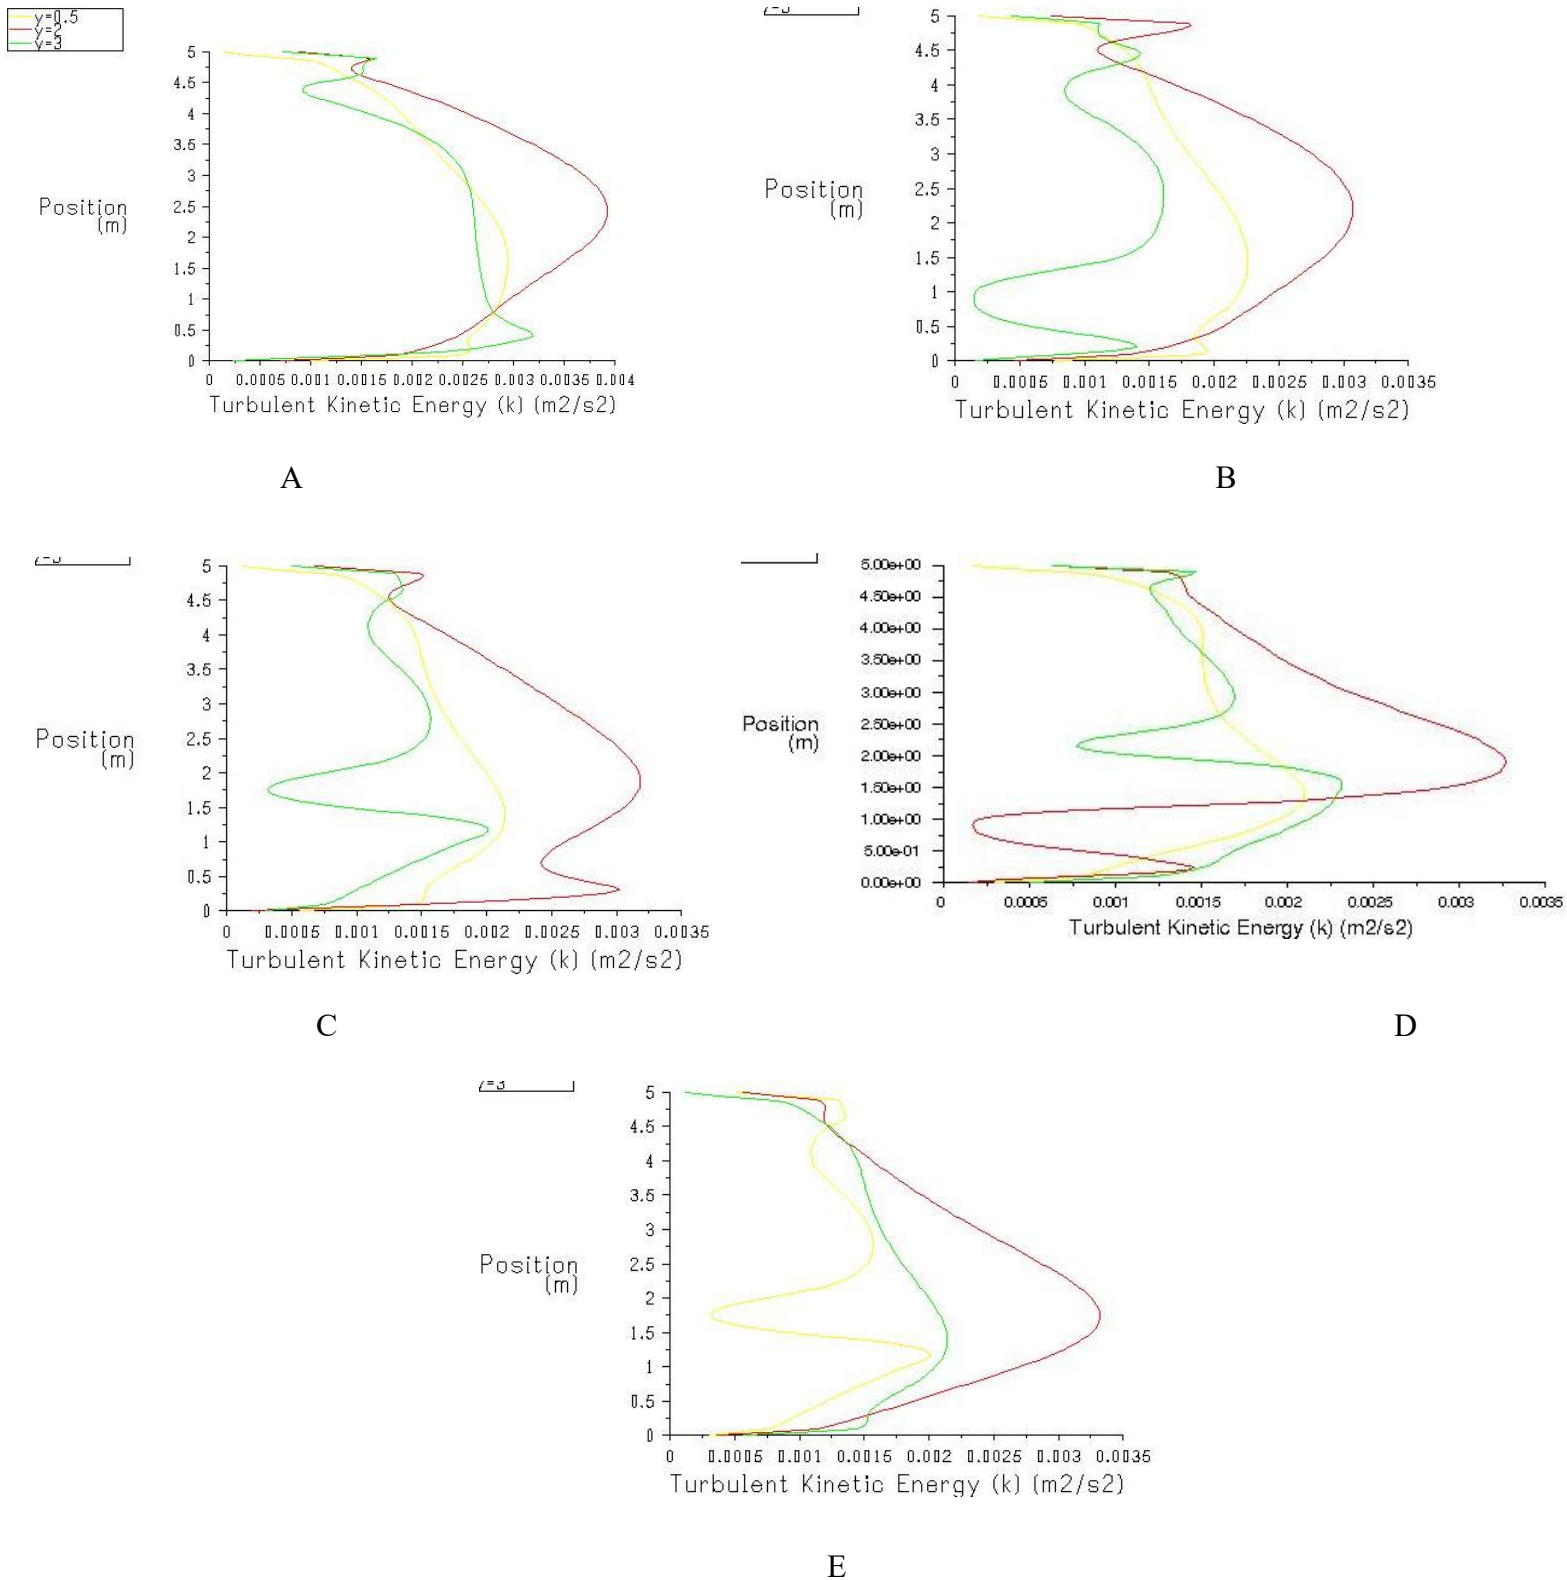 y=0.5
y=2
y=3
5
4.5
4
3.5
3
2.5
2
1.5
1
0.5
0
Position
(m)
0 0.0005 0.001 0.0015 0.002 0.0025 0.003 0.0035 0.004
Turbulent Kinetic Energy (k) (m2/s2)
A
5
4.5
4
3.5
3
2.5
2
1.5
1
0.5
0
Position
(m)
0 0.0005 0.001 0.0015 0.002 0.0025 0.003 0.0035
Turbulent Kinetic Energy (k) (m2/s2)
B
5
4.5
4
3.5
3
2.5
2
1.5
1
0.5
0
Position
(m)
0 0.0005 0.001 0.0015 0.002 0.0025 0.003 0.0035
Turbulent Kinetic Energy (k) (m2/s2)
C
5.00e+00
4.50e+00
4.00e+00
3.50e+00
3.00e+00
2.50e+00
2.00e+00
1.50e+00
1.00e+00
5.00e-01
0.00e+00
Position
(m)
0 0.0005 0.001 0.0015 0.002 0.0025 0.003 0.0035
Turbulent Kinetic Energy (k) (m2/s2)
D
5
4.5
4
3.5
3
2.5
2
1.5
1
0.5
0
Position
(m)
0 0.0005 0.001 0.0015 0.002 0.0025 0.003 0.0035
Turbulent Kinetic Energy (k) (m2/s2)
E